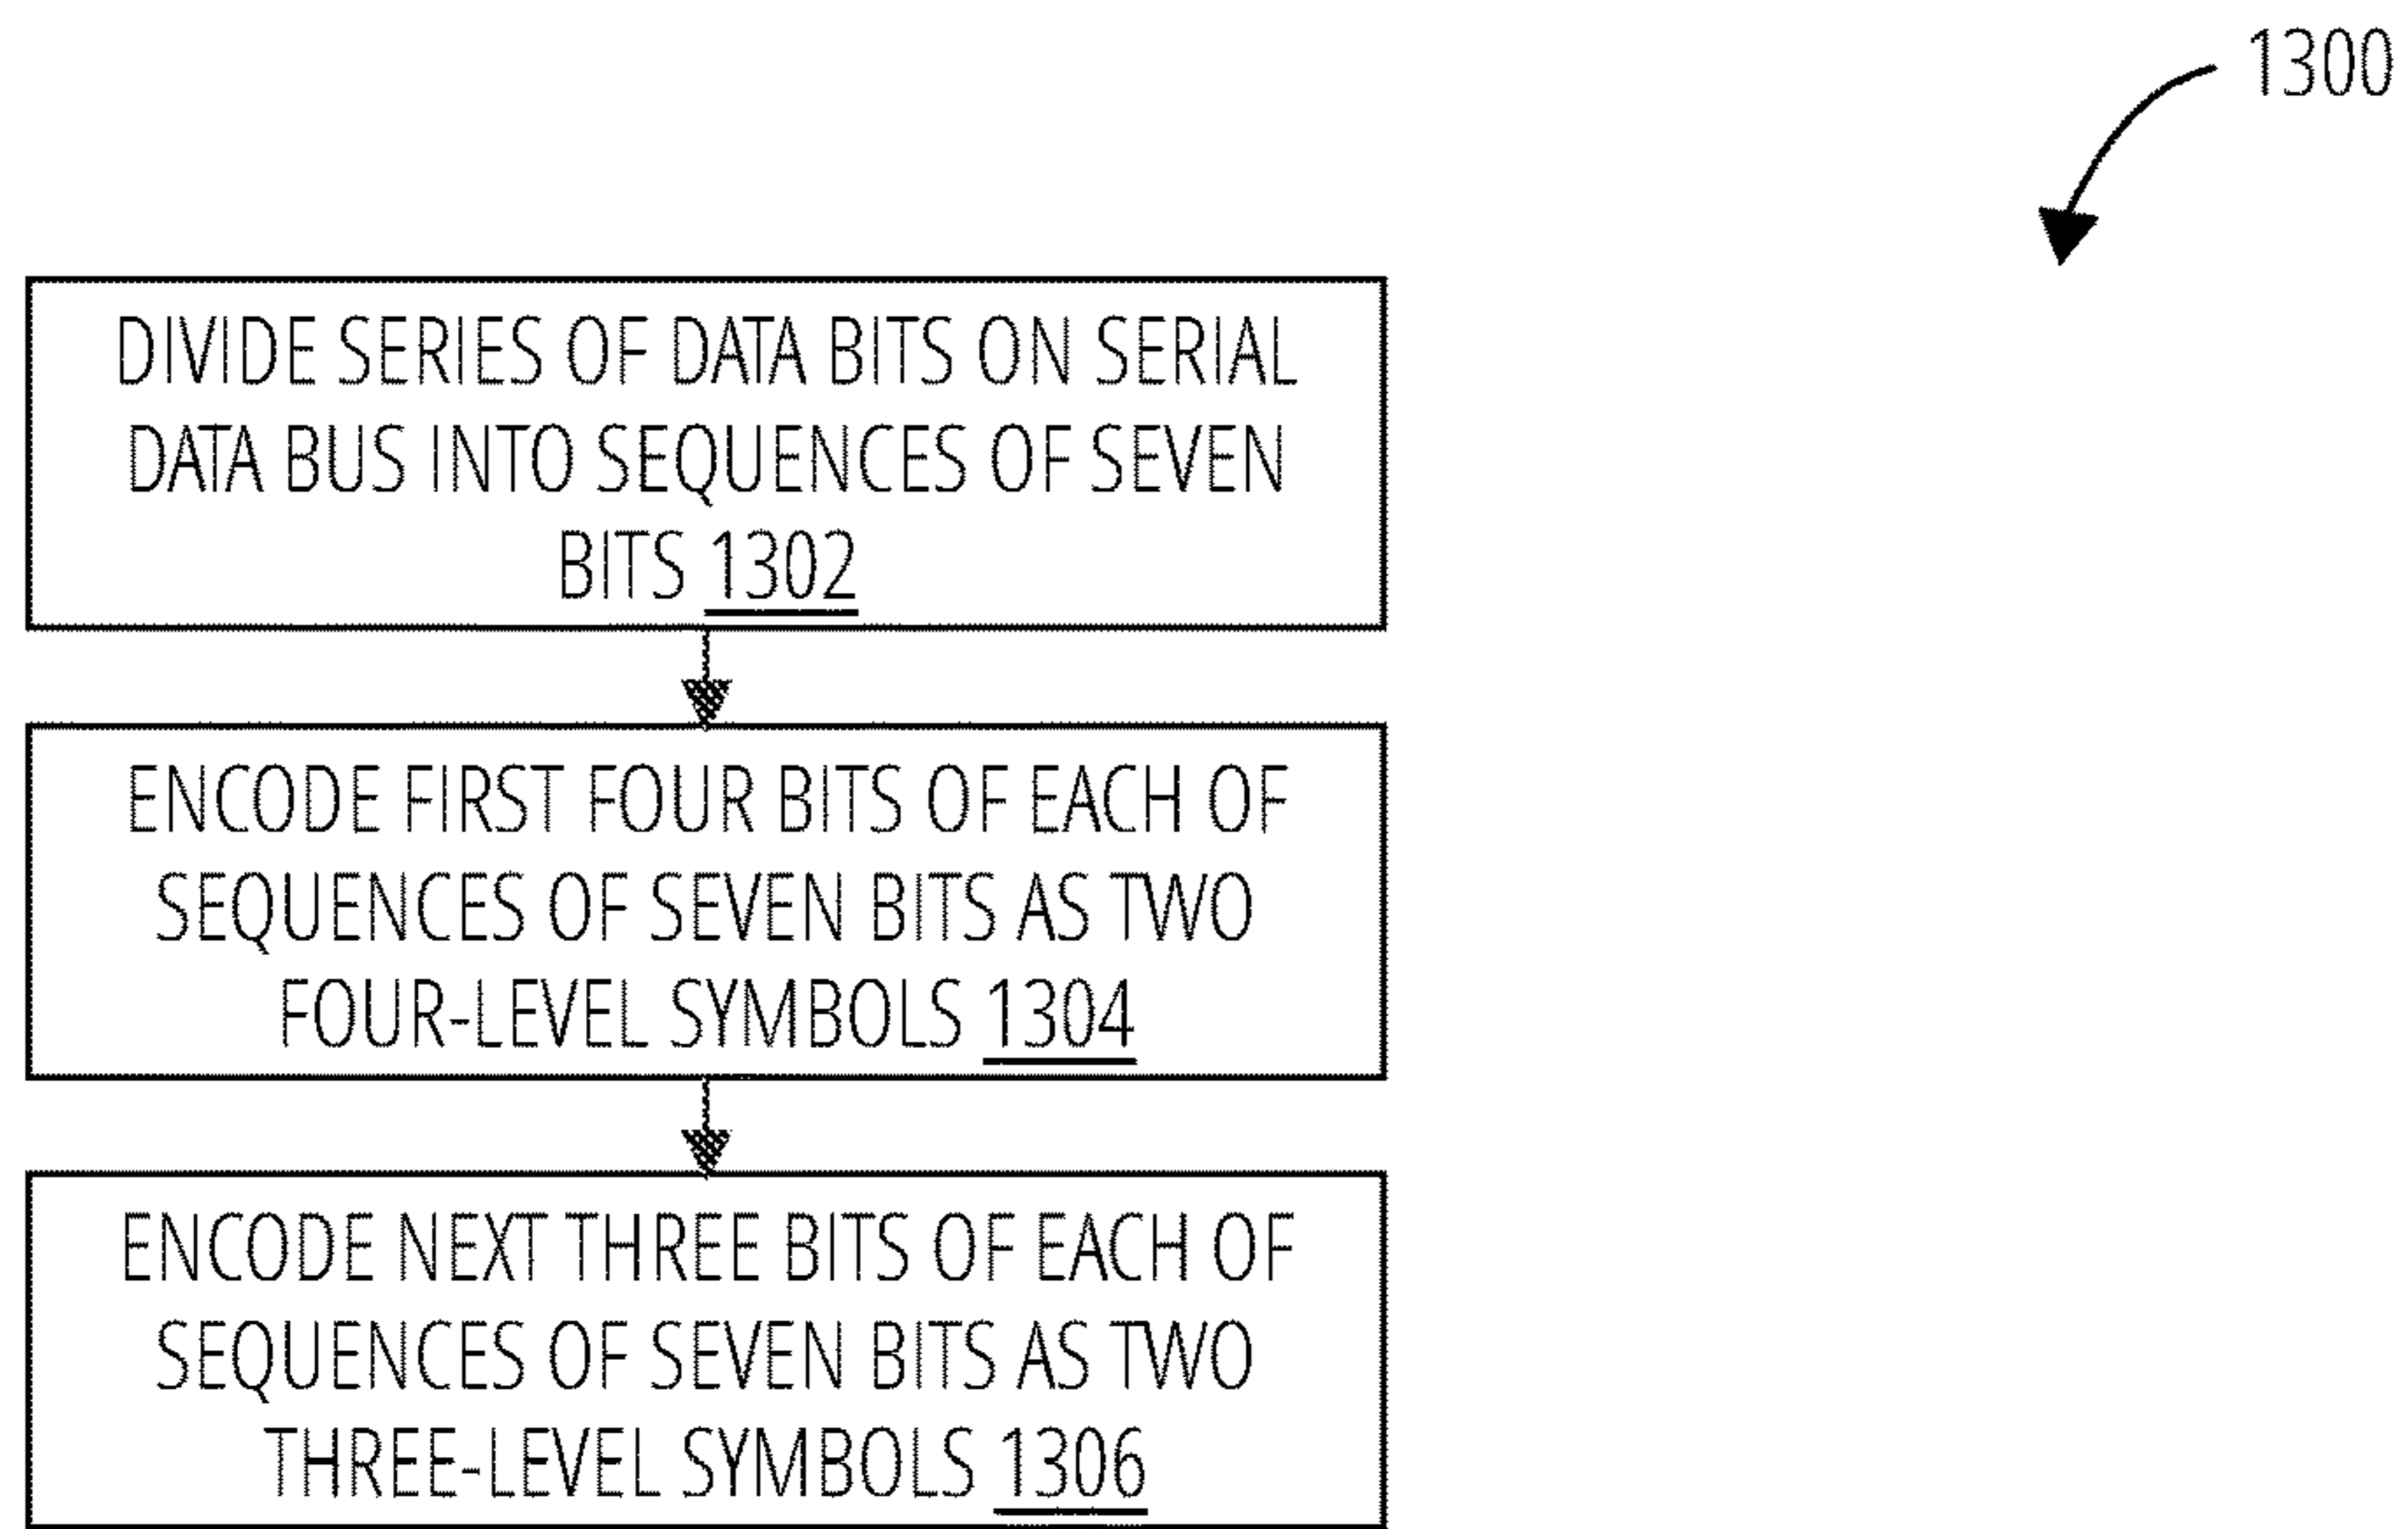 1300
DIVIDE SERIES OF DATA BITS ON SERIAL
DATA BUS INTO SEQUENCES OF SEVEN
BITS 1302
ENCODE FIRST FOUR BITS OF EACH OF
SEQUENCES OF SEVEN BITS AS TWO
FOUR-LEVEL SYMBOLS 1304
ENCODE NEXT THREE BITS OF EACH OF
SEQUENCES OF SEVEN BITS AS TWO
THREE-LEVEL SYMBOLS 1306